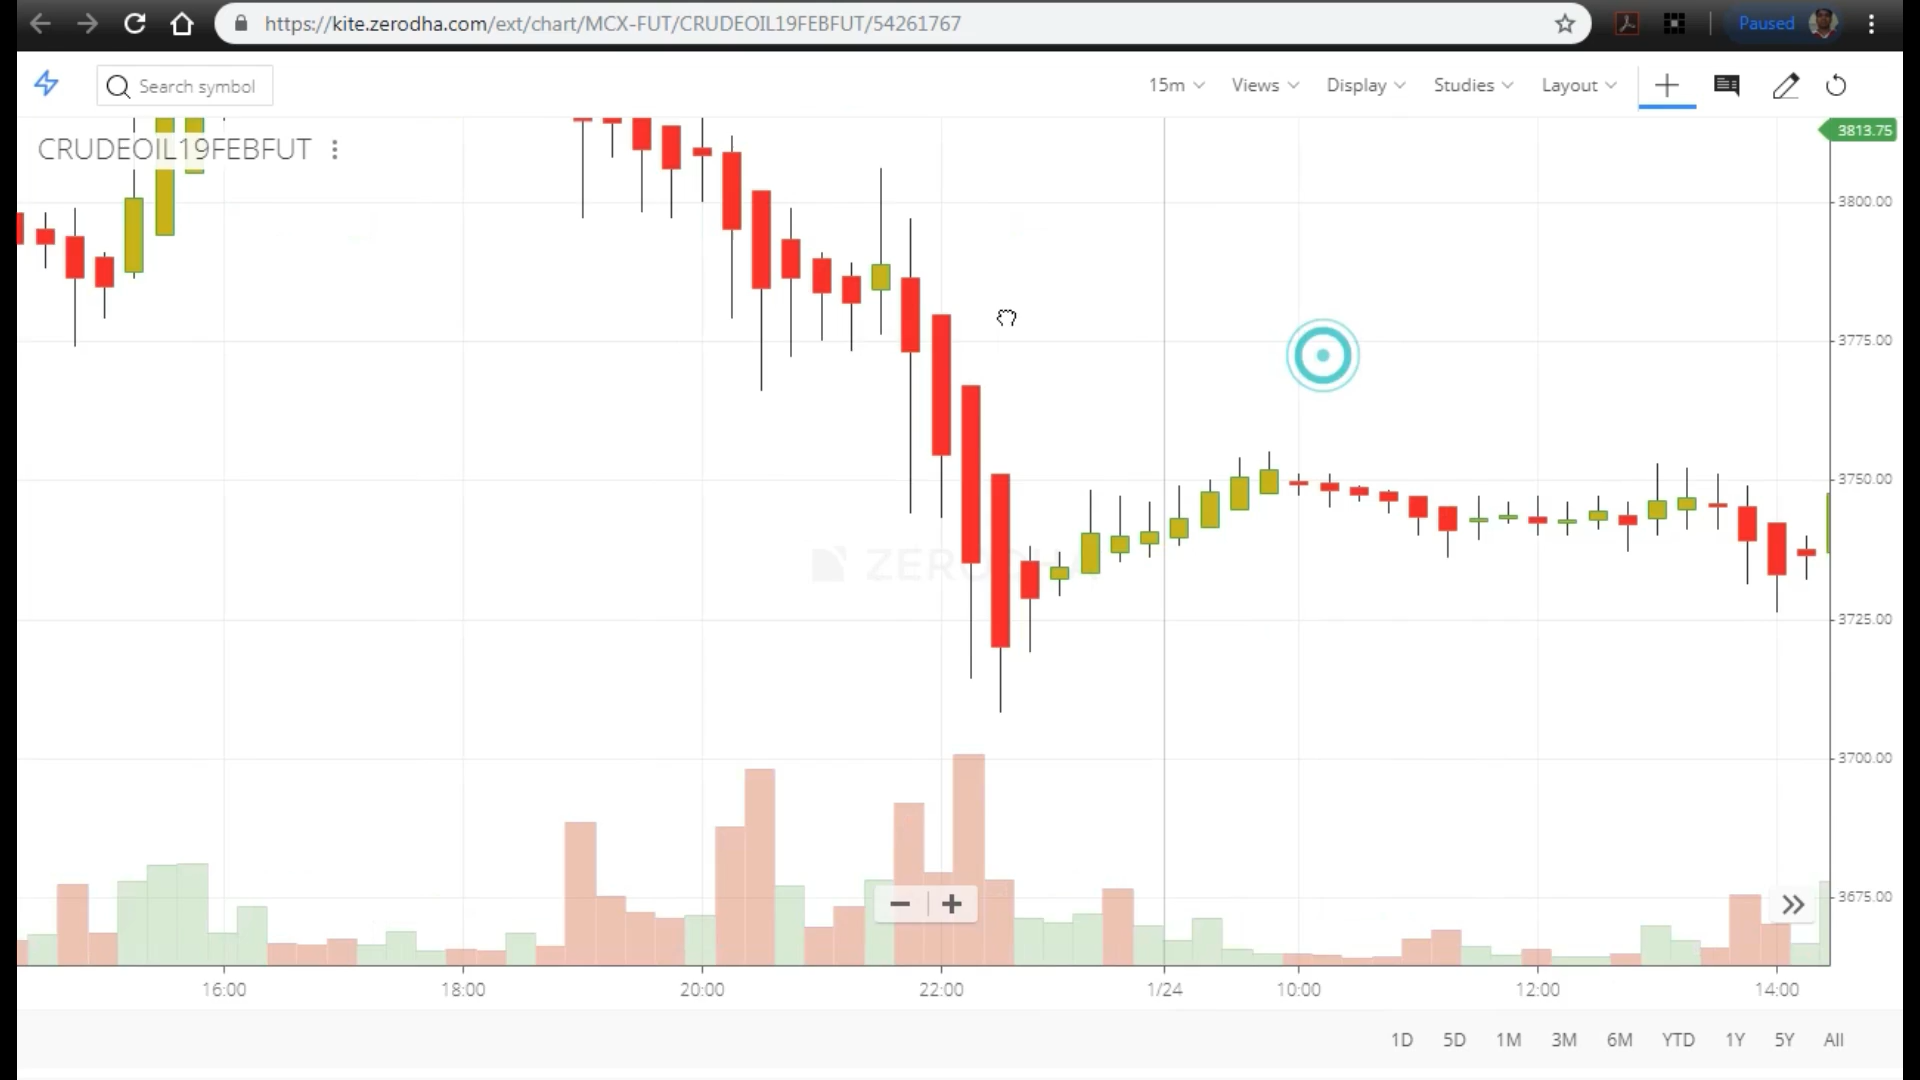 https://kite.zerodha.com/ext/chart/MCX-FUT/CRUDEOIL19FEBFUT/54261767
Paused
Search symbol
15m Views Display Studies Layout
CRUDEOIL19FEBFUT
3813.75
3800.00
3775.00
3750.00
3725.00
3700.00
3675.00
ZERODHA
16:00 18:00 20:00 22:00 1/24 10:00 12:00 14:00
1D 5D 1M 3M 6M YTD 1Y 5Y All